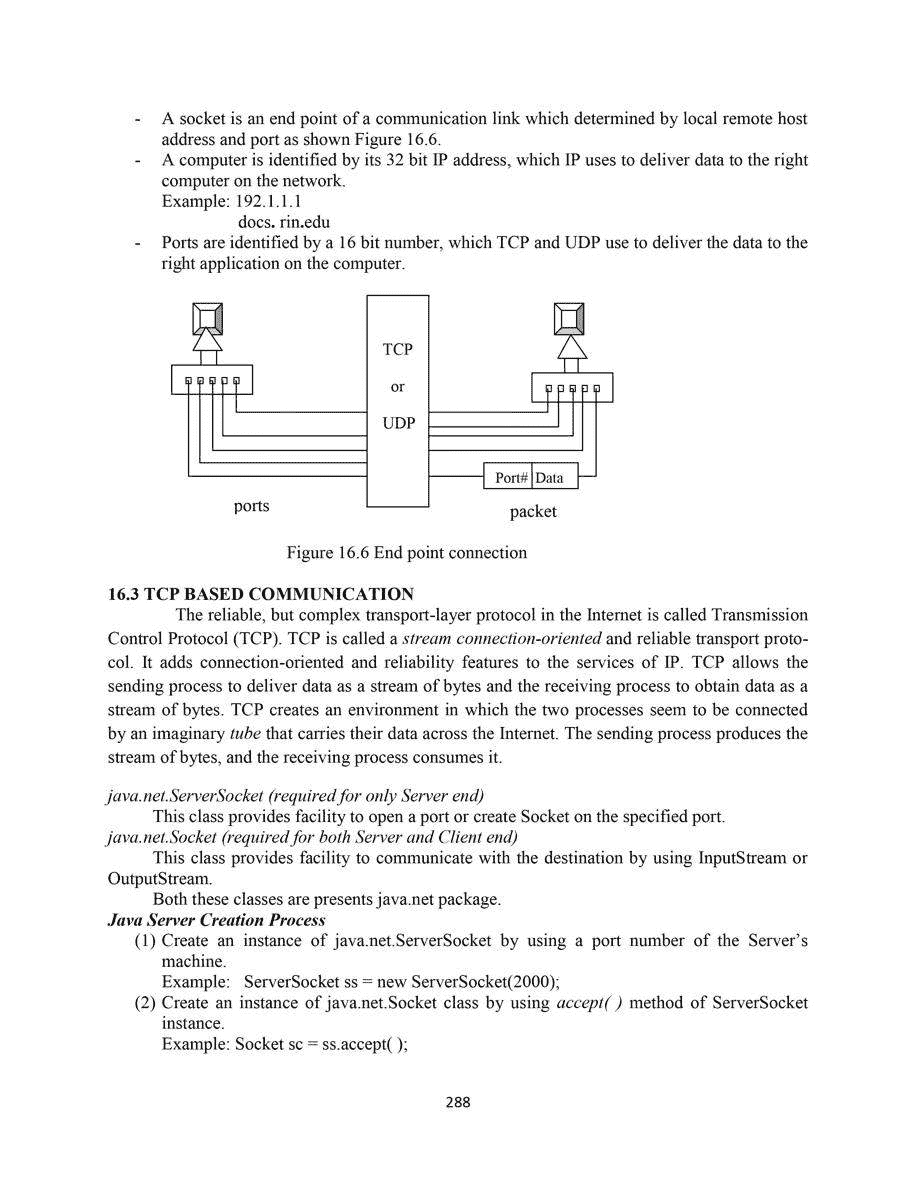 - A socket is an end point of a communication link which determined by local remote host
address and port as shown Figure 16.6.
- A computer is identified by its 32 bit IP address, which IP uses to deliver data to the right
computer on the network.
Example: 192.1.1.1
docs. rin.edu
- Ports are identified by a 16 bit number, which TCP and UDP use to deliver the data to the
right application on the computer.
TCP
or
UDP
Port# Data
ports
packet
Figure 16.6 End point connection
16.3 TCP BASED COMMUNICATION
The reliable, but complex transport-layer protocol in the Internet is called Transmission
Control Protocol (TCP). TCP is called a stream connection-oriented and reliable transport proto-
col. It adds connection-oriented and reliability features to the services of IP. TCP allows the
sending process to deliver data as a stream of bytes and the receiving process to obtain data as a
stream of bytes. TCP creates an environment in which the two processes seem to be connected
by an imaginary tube that carries their data across the Internet. The sending process produces the
stream of bytes, and the receiving process consumes it.
java.net.ServerSocket (required for only Server end)
This class provides facility to open a port or create Socket on the specified port.
java.net.Socket (required for both Server and Client end)
This class provides facility to communicate with the destination by using InputStream or
OutputStream.
Both these classes are presents java.net package.
Java Server Creation Process
(1) Create an instance of java.net.ServerSocket by using a port number of the Server’s
machine.
Example: ServerSocket ss = new ServerSocket(2000);
(2) Create an instance of java.net.Socket class by using accept( ) method of ServerSocket
instance.
Example: Socket sc = ss.accept( );
288